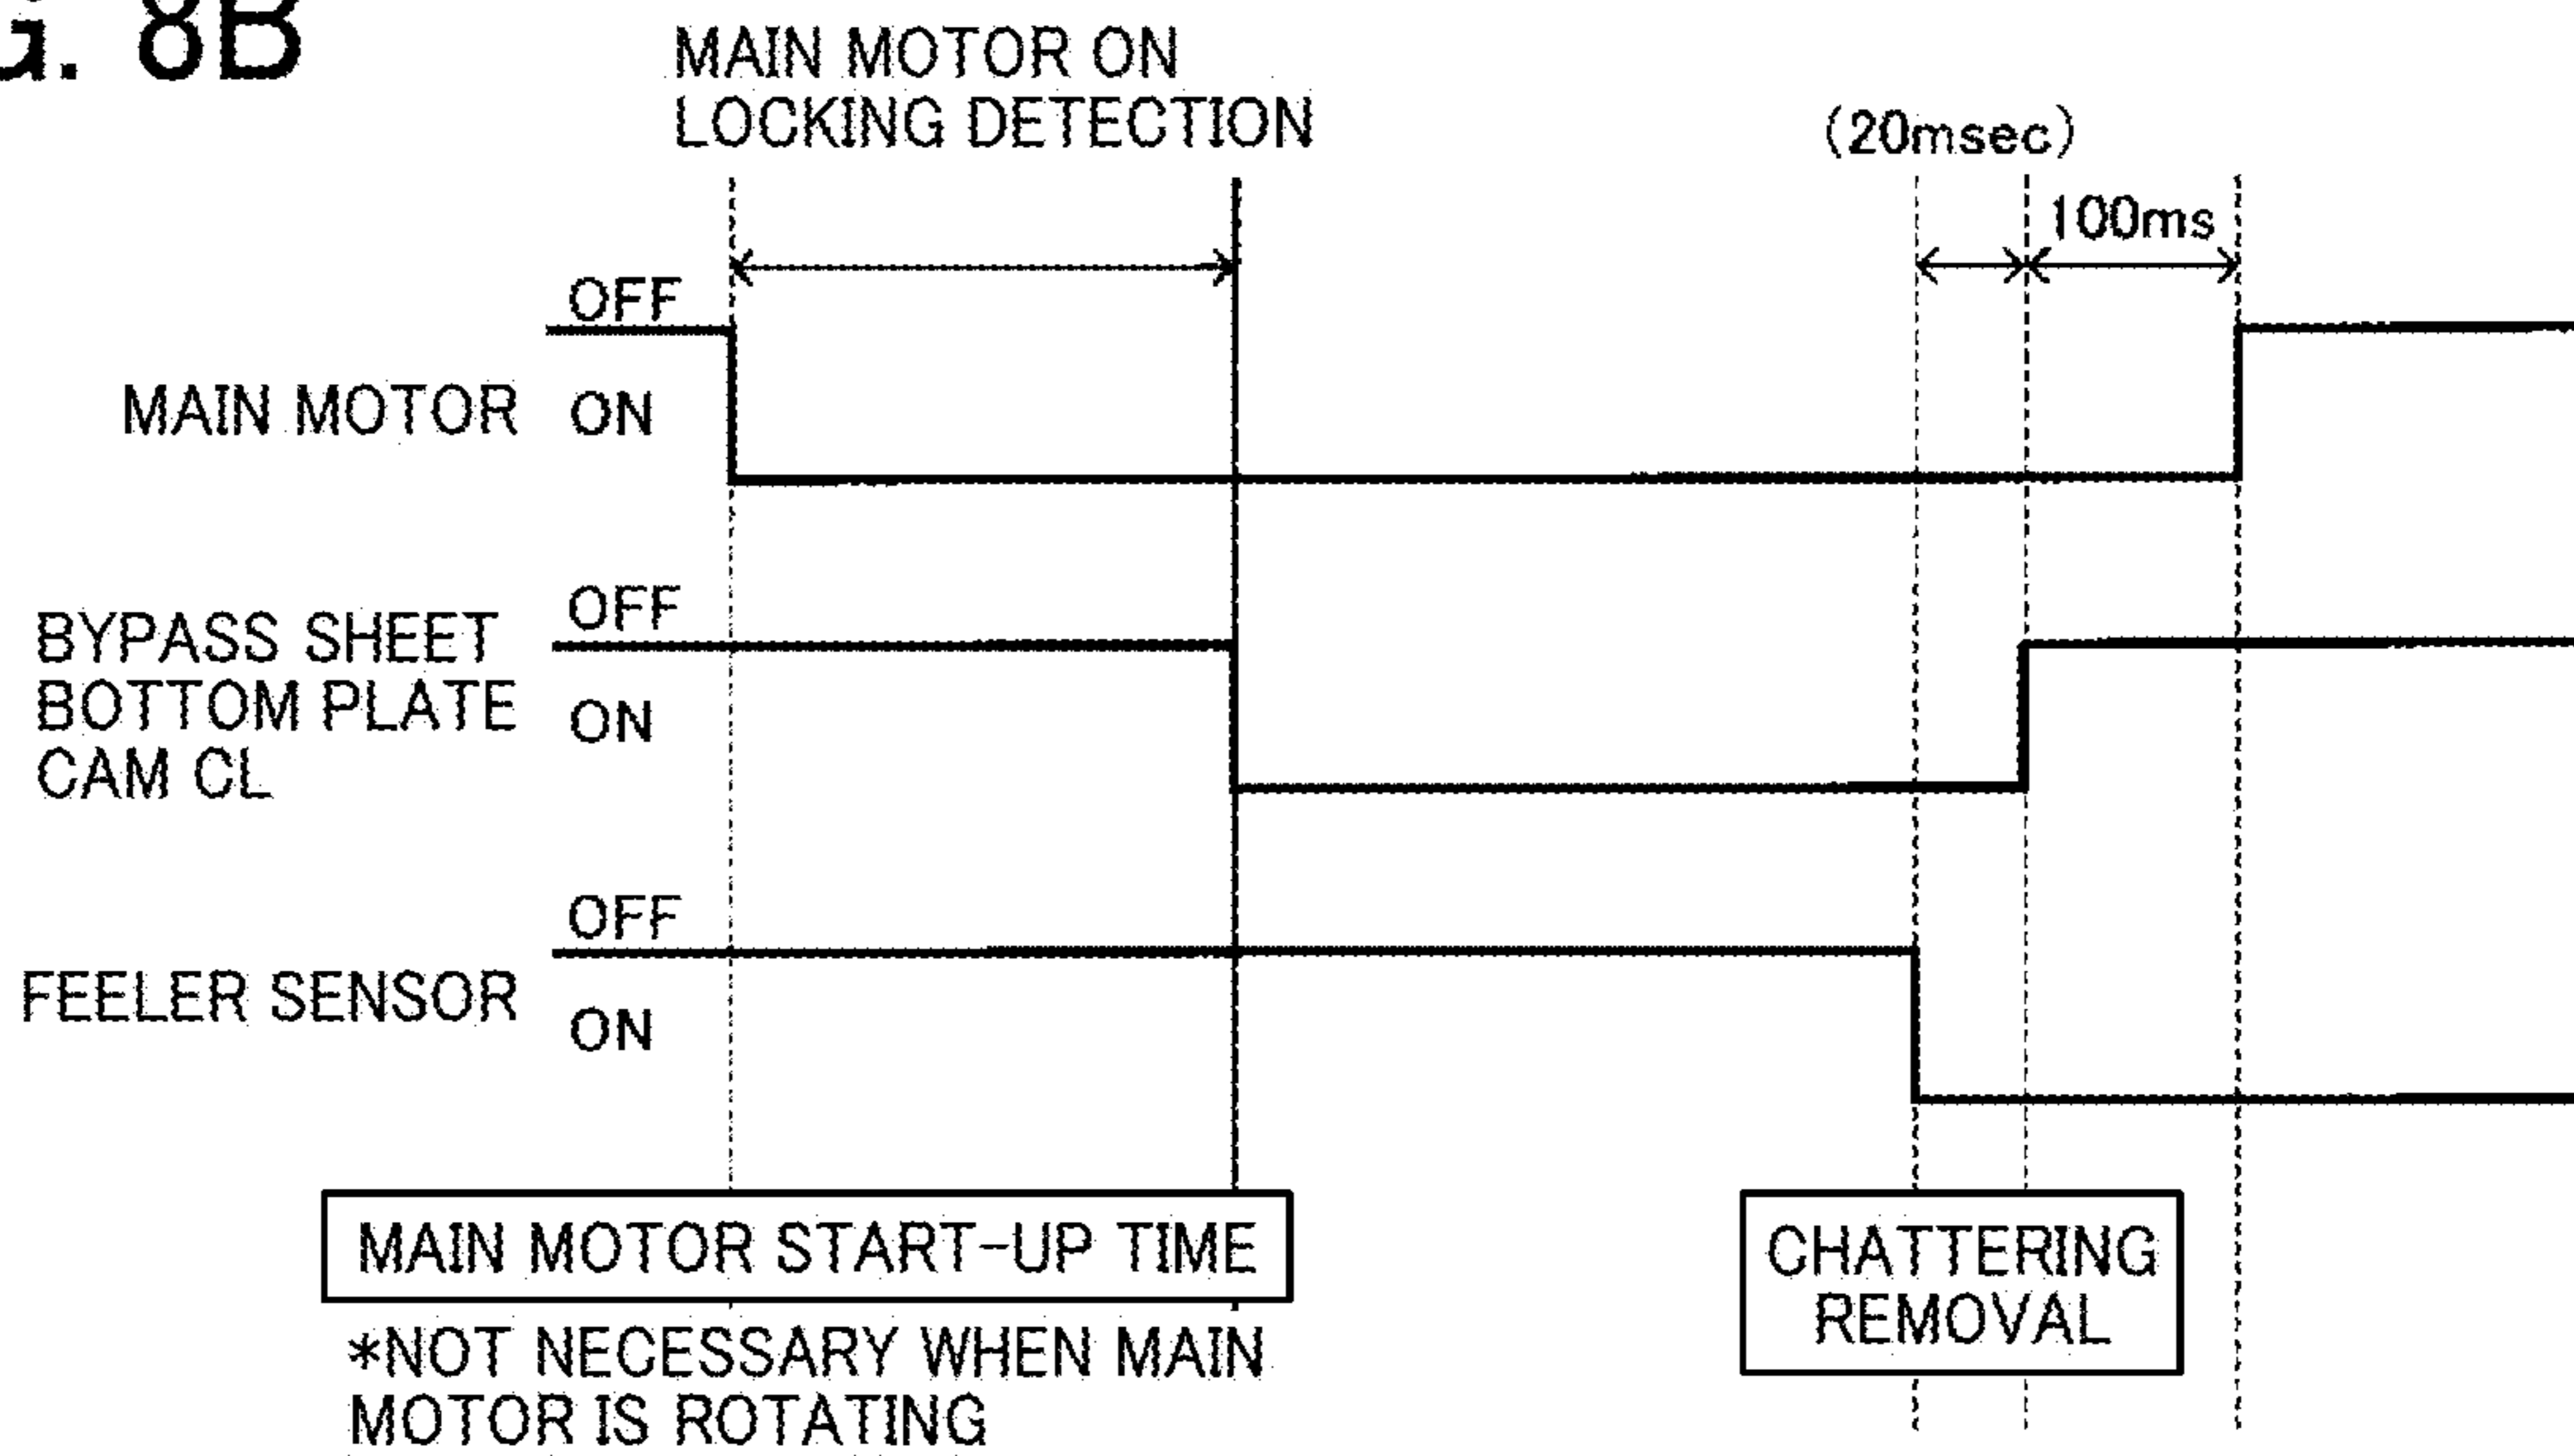 G. 8B
MAIN MOTOR ON
LOCKING DETECTION
(20msec)
100ms
OFF
MAIN MOTOR ON
OFF
BYPASS SHEET
BOTTOM PLATE
CAM CL
ON
OFF
FEELER SENSOR
ON
MAIN MOTOR START-UP TIME
*NOT NECESSARY WHEN MAIN
MOTOR IS ROTATING
CHATTERING
REMOVAL